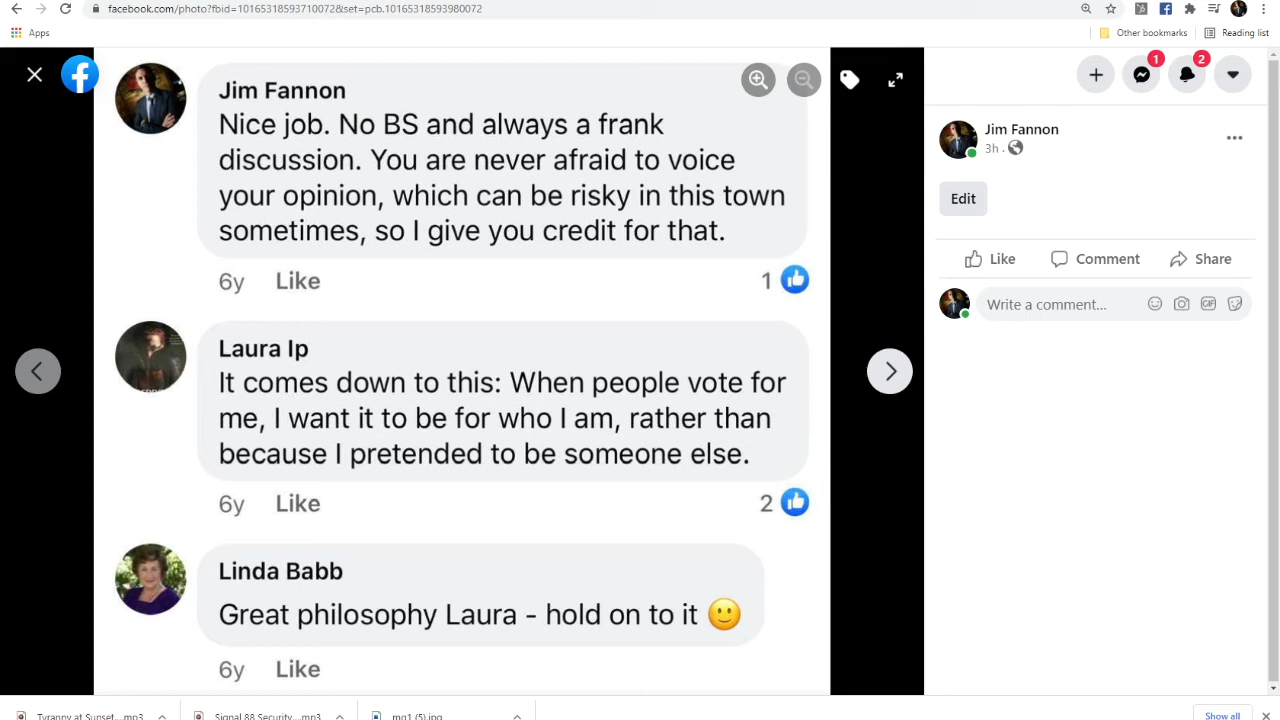 facebook.com/photo?fbid=10165318593710072&set=pcb.10165318593980072
Apps
Other bookmarks
Reading list
Jim Fannon
Nice job. No BS and always a frank
discussion. You are never afraid to voice
your opinion, which can be risky in this town
sometimes, so I give you credit for that.
6y Like 1
Laura Ip
It comes down to this: When people vote for
me, I want it to be for who I am, rather than
because I pretended to be someone else.
6y Like 2
Linda Babb
Great philosophy Laura - hold on to it 🙂
6y Like
1 2
Jim Fannon
3h .
Edit
Like Comment Share
Write a comment... GIF
Tyranny at Sunset....mp3
Signal 88 Security....mp3
mq1 (5).jpg
Show all